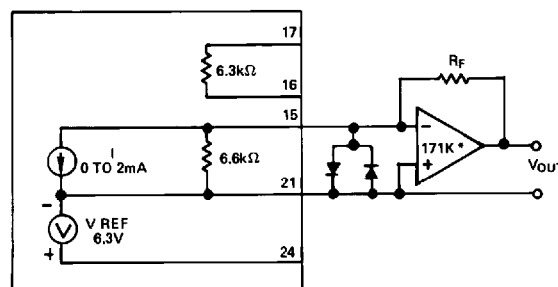 17
6.3kΩ
16
15
RF
I
0 TO 2mA
6.6kΩ
−
171K*
+
VOUT
21
−
V
V REF
6.3V
+
24